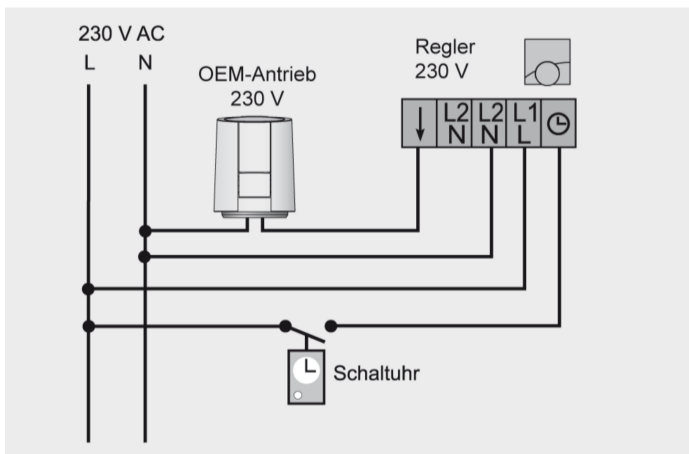 230 V AC
L N
OEM-Antrieb
230 V
Regler
230 V
L2 L2 L1
N N L
Schaltuhr